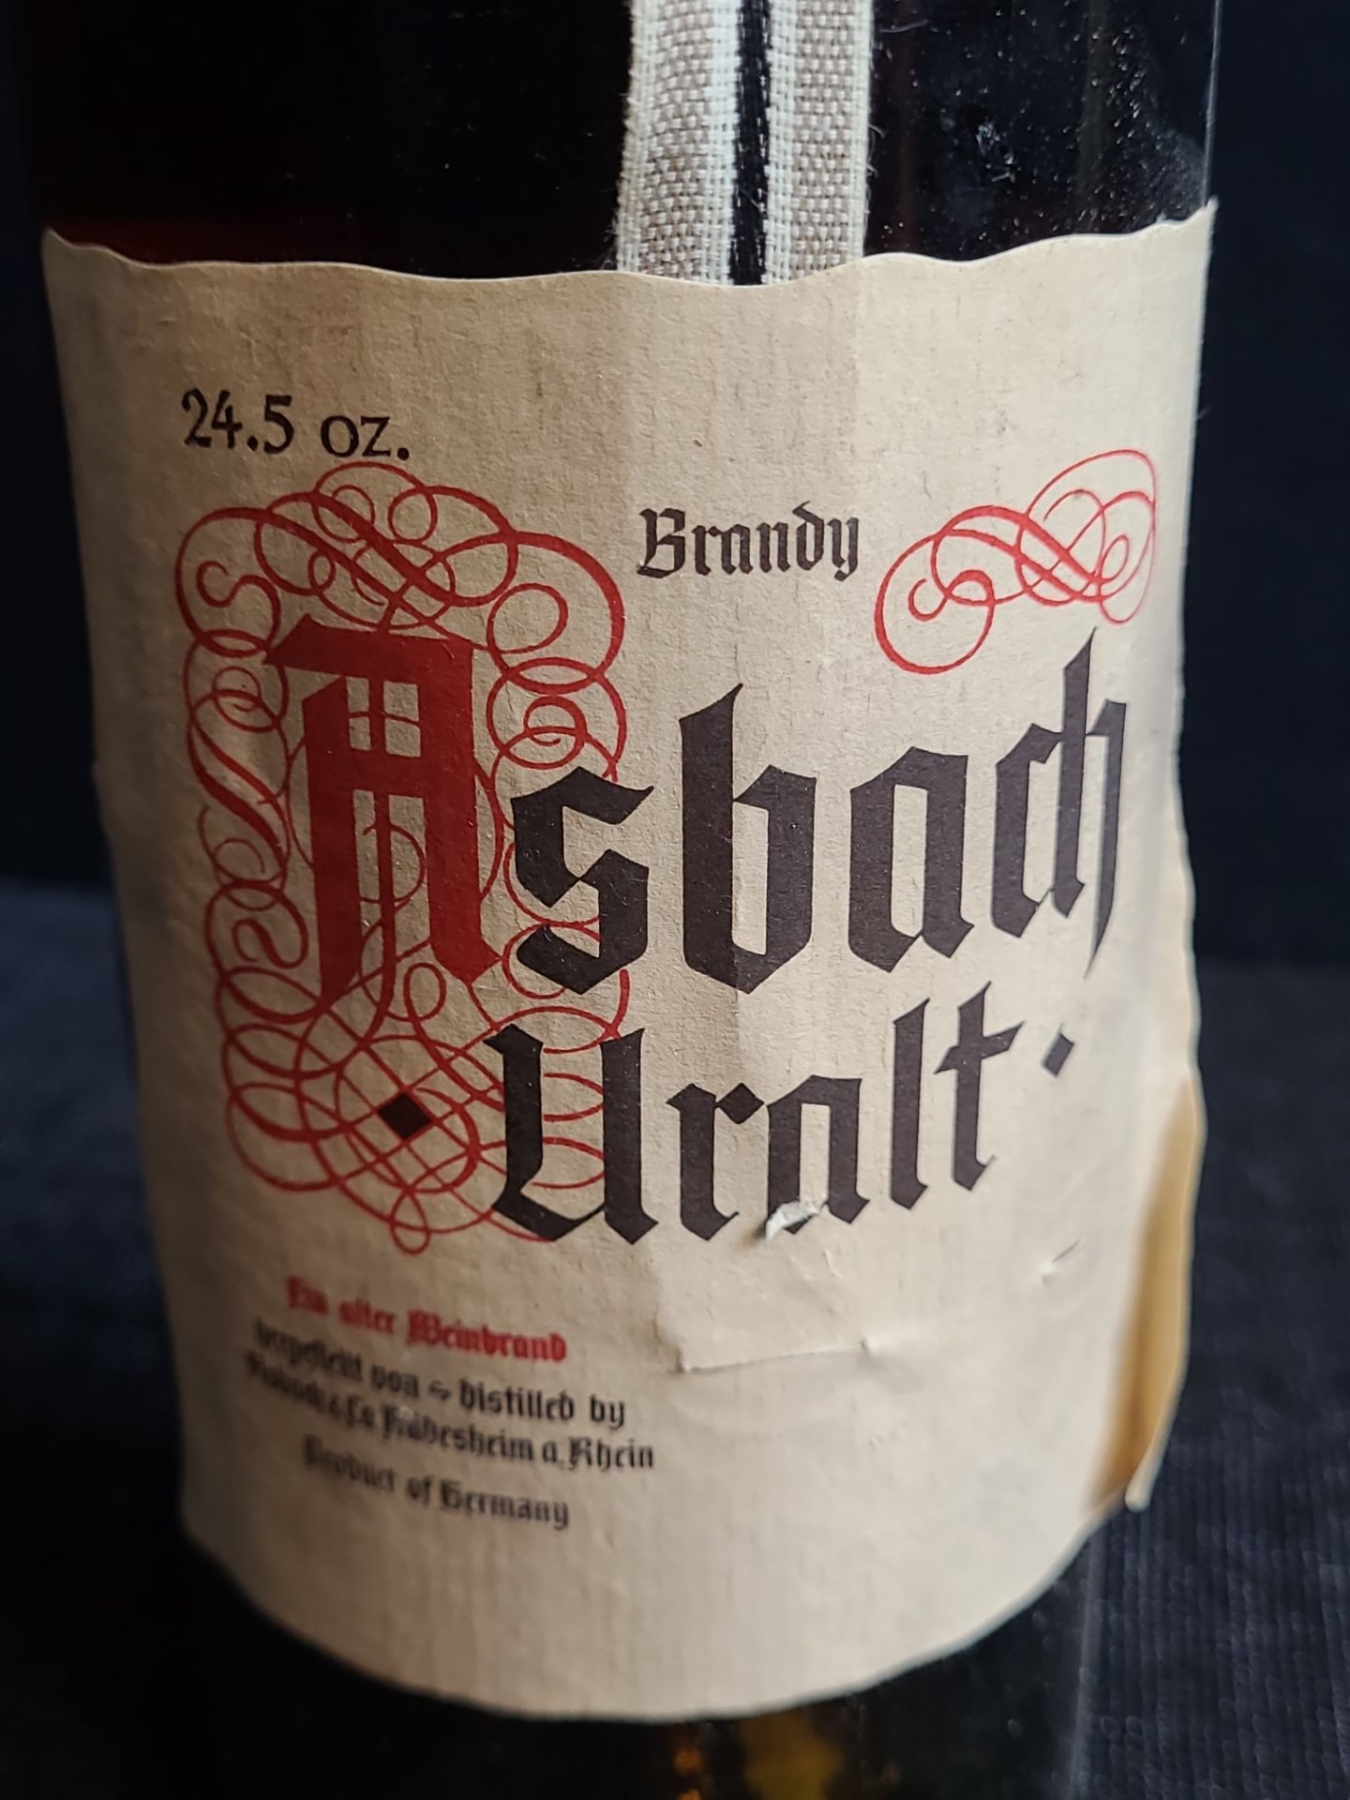 24.5 oz.
Brandy
Asbach
· Uralt ·
Ein alter Weinbrand
hergestellt von & distilled by
Asbach & Co. Rüdesheim a. Rhein
Product of Germany